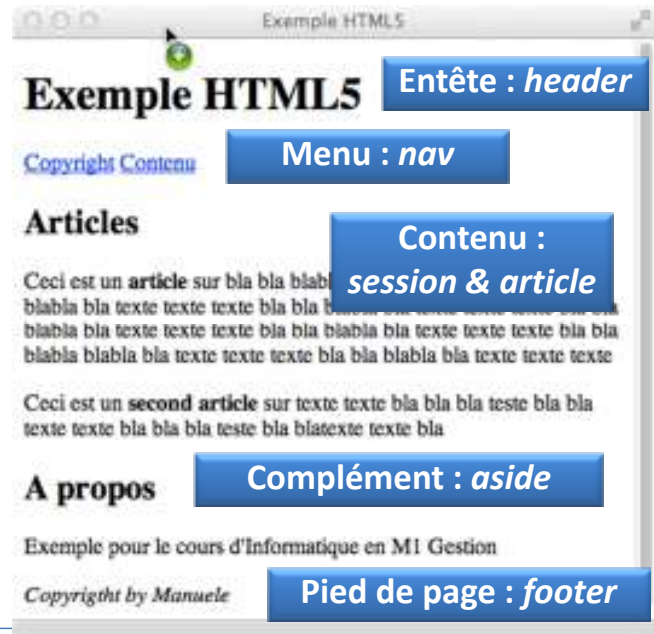 Exemple HTML5
Exemple HTML5
Entête : header
Copyright Contenu
Menu : nav
Articles
Contenu :
session & article
Ceci est un article sur bla bla blabl
blabla bla texte texte texte bla bla
blabla bla texte texte texte bla bla blabla bla texte texte texte bla bla
blabla blabla bla texte texte texte bla bla blabla bla texte texte texte
Ceci est un second article sur texte texte bla bla bla teste bla bla
texte texte bla bla bla teste bla blatexte texte bla
A propos
Complément : aside
Exemple pour le cours d'Informatique en M1 Gestion
Copyrigtht by Manuele
Pied de page : footer